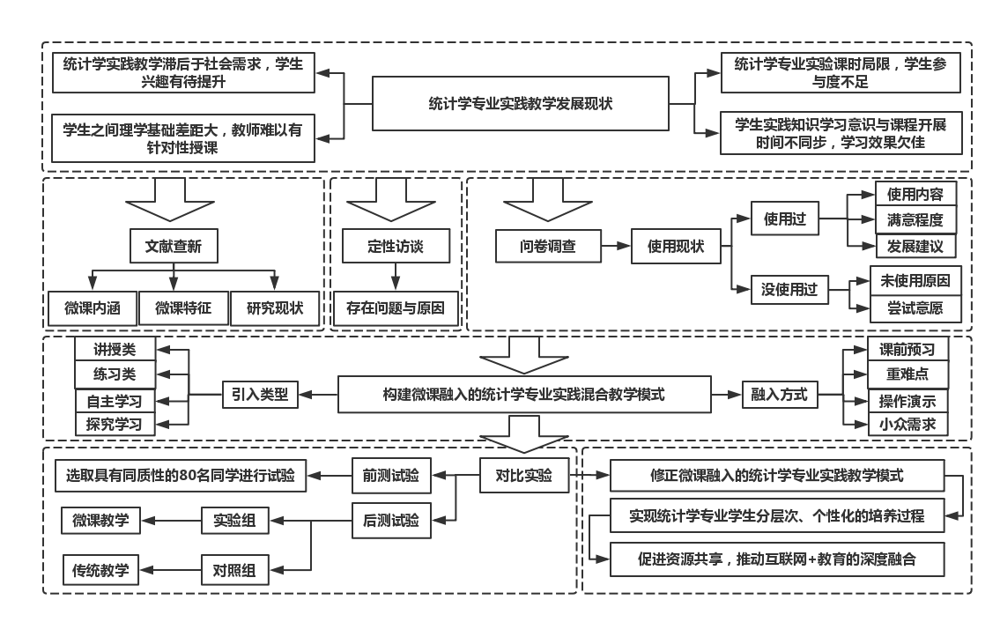 统计学实践教学滞后于社会需求，学生
兴趣有待提升
学生之间理学基础差距大，教师难以有
针对性授课
统计学专业实践教学发展现状
统计学专业实验课时局限，学生参
与度不足
学生实践知识学习意识与课程开展
时间不同步，学习效果欠佳
文献查新
微课内涵
微课特征
研究现状
定性访谈
存在问题与原因
问卷调查
使用现状
使用过
使用内容
满意程度
发展建议
没使用过
未使用原因
尝试意愿
讲授类
练习类
自主学习
探究学习
引入类型
构建微课融入的统计学专业实践混合教学模式
融入方式
课前预习
重难点
操作演示
小众需求
选取具有同质性的80名同学进行试验
前测试验
对比实验
微课教学
实验组
后测试验
传统教学
对照组
修正微课融入的统计学专业实践教学模式
实现统计学专业学生分层次、个性化的培养过程
促进资源共享，推动互联网+教育的深度融合